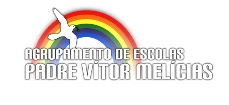 AGRUPAMENTO DE ESCOLAS
PADRE VÍTOR MELÍCIAS